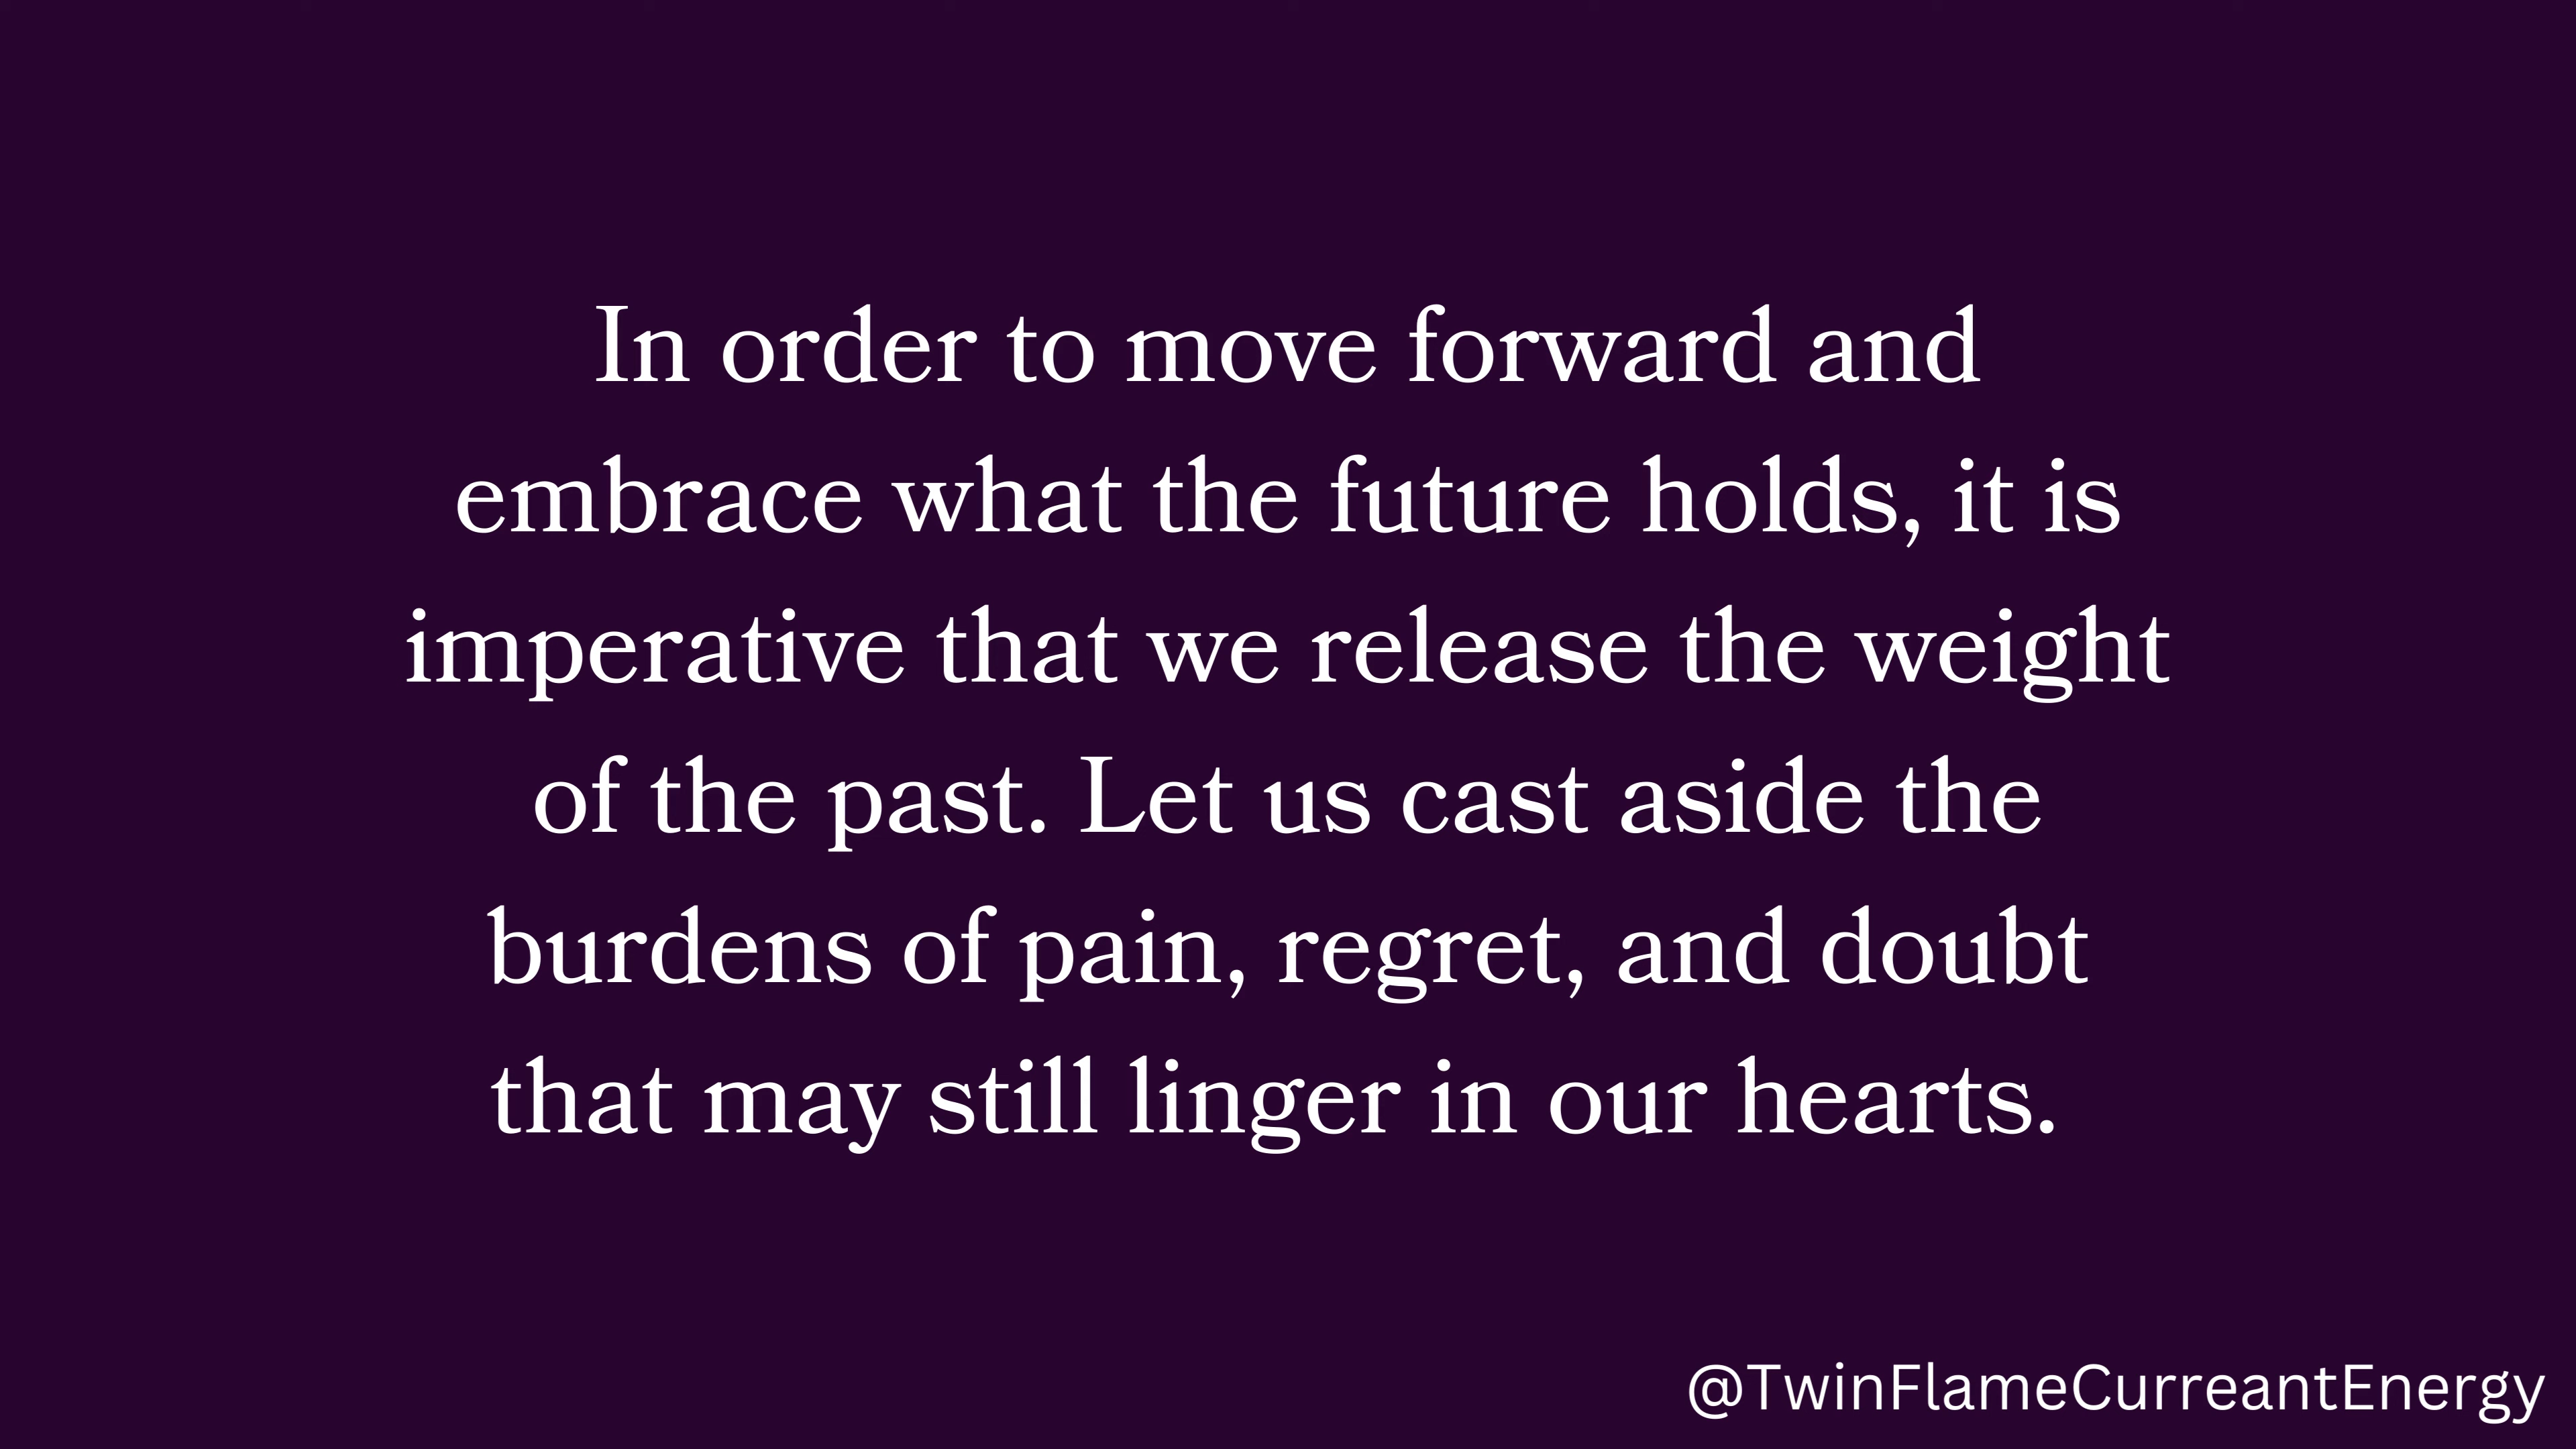 In order to move forward and
embrace what the future holds, it is
imperative that we release the weight
of the past. Let us cast aside the
burdens of pain, regret, and doubt
that may still linger in our hearts.
@TwinFlameCurreantEnergy